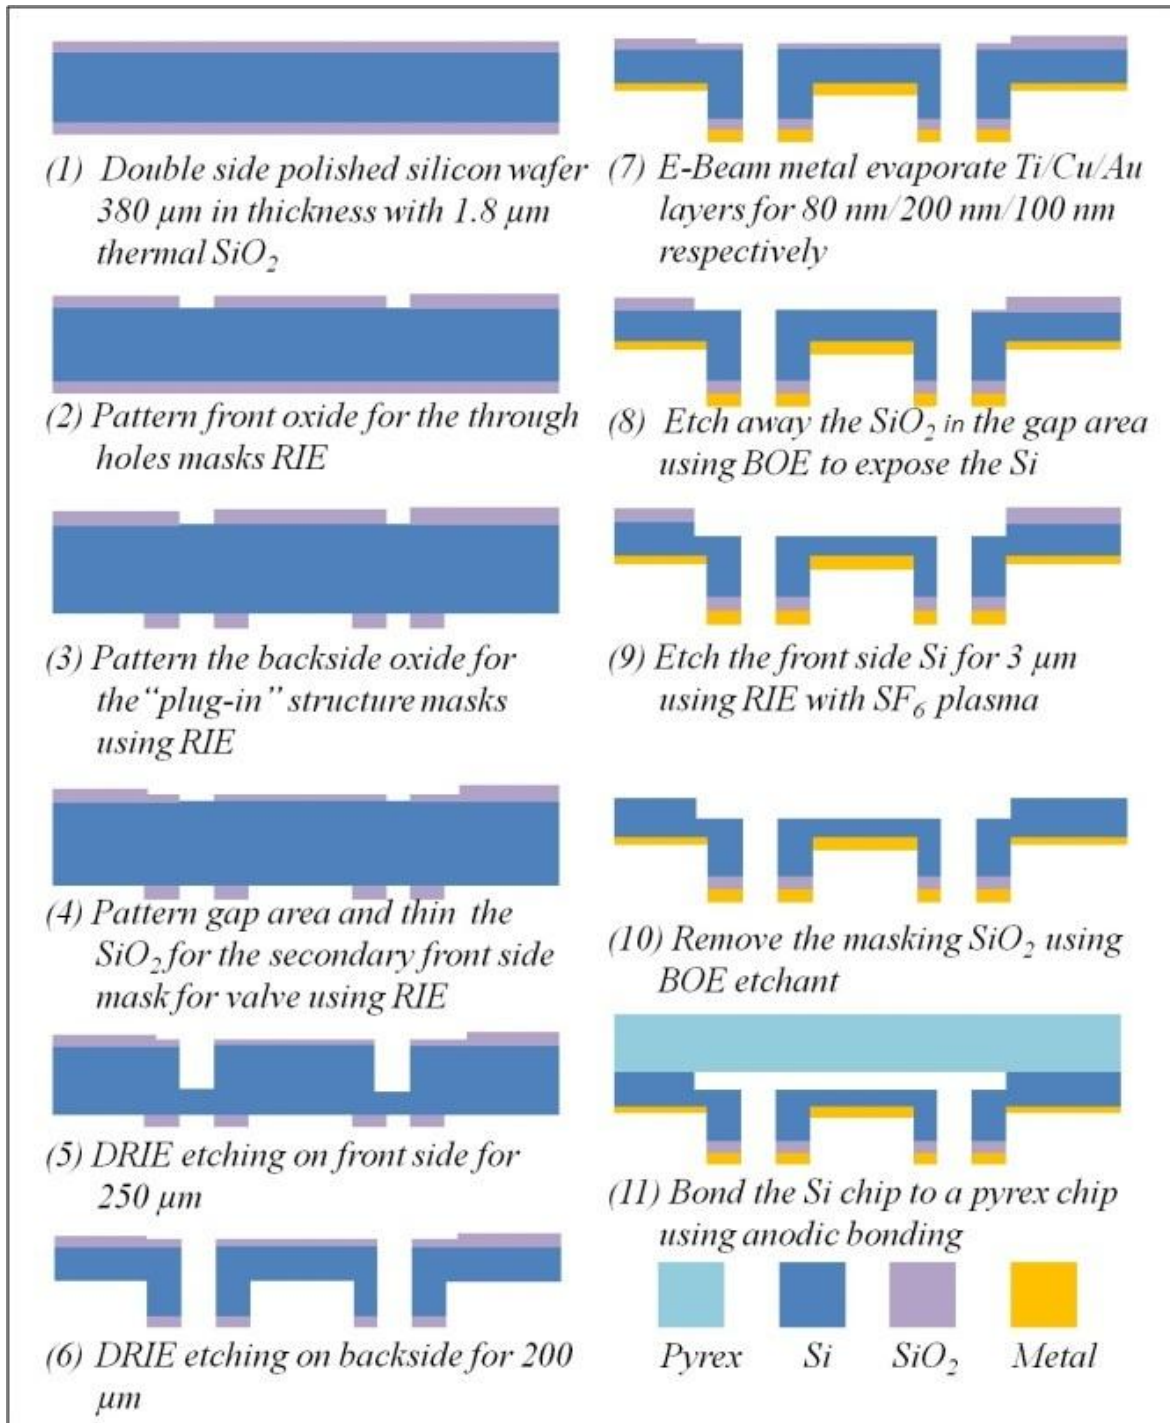 (1) Double side polished silicon wafer
380 µm in thickness with 1.8 µm
thermal SiO₂
(2) Pattern front oxide for the through
holes masks RIE
(3) Pattern the backside oxide for
the “plug-in” structure masks
using RIE
(4) Pattern gap area and thin the
SiO₂ for the secondary front side
mask for valve using RIE
(5) DRIE etching on front side for
250 µm
(6) DRIE etching on backside for 200
µm
(7) E-Beam metal evaporate Ti/Cu/Au
layers for 80 nm/200 nm/100 nm
respectively
(8) Etch away the SiO₂ in the gap area
using BOE to expose the Si
(9) Etch the front side Si for 3 µm
using RIE with SF₆ plasma
(10) Remove the masking SiO₂ using
BOE etchant
(11) Bond the Si chip to a pyrex chip
using anodic bonding
Pyrex Si SiO₂ Metal